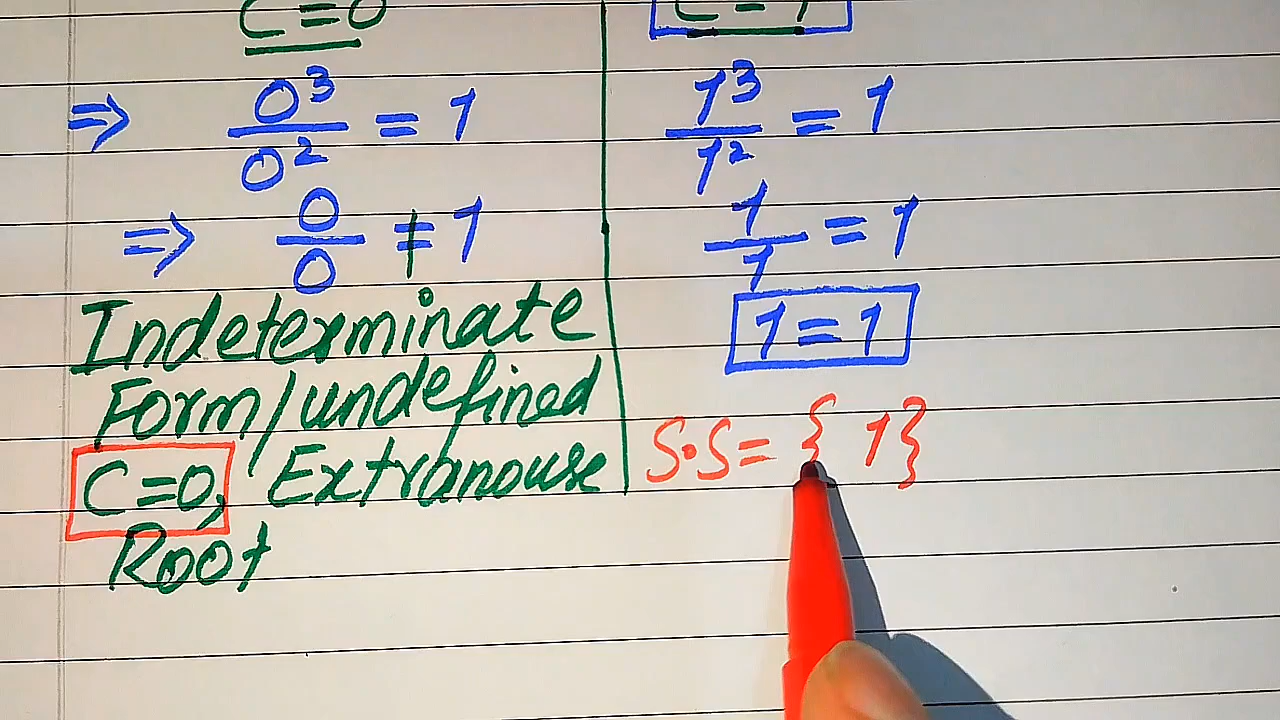 C = 0
⇒ 0³/0² = 1
⇒ 0/0 ≠ 1
Indeterminate
Form/undefined
C = 0, Extranouse
Root
C = 1
1³/1² = 1
1/1 = 1
1 = 1
S.S = { 1}